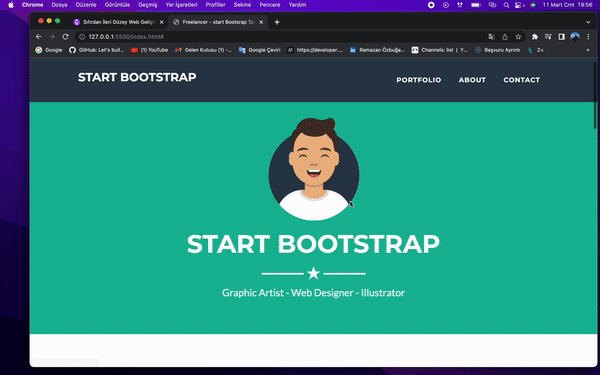 Chrome Dosya Düzenle Görüntüle Geçmiş Yer İşaretleri Profiller Sekme Pencere Yardım 11 Mart Cmt 19:56
Sıfırdan İleri Düzey Web Gelişti Freelancer - start Bootstrap Tan
127.0.0.1:5500/index.html#
Google GitHub: Let's buil... (1) YouTube Gelen Kutusu (1) -... Google Çeviri https://developer.... Ramazan Özbuğa... Channels: list | Y... Başvuru Ayrıntı Z<
START BOOTSTRAP PORTFOLIO ABOUT CONTACT
START BOOTSTRAP
Graphic Artist - Web Designer - Illustrator